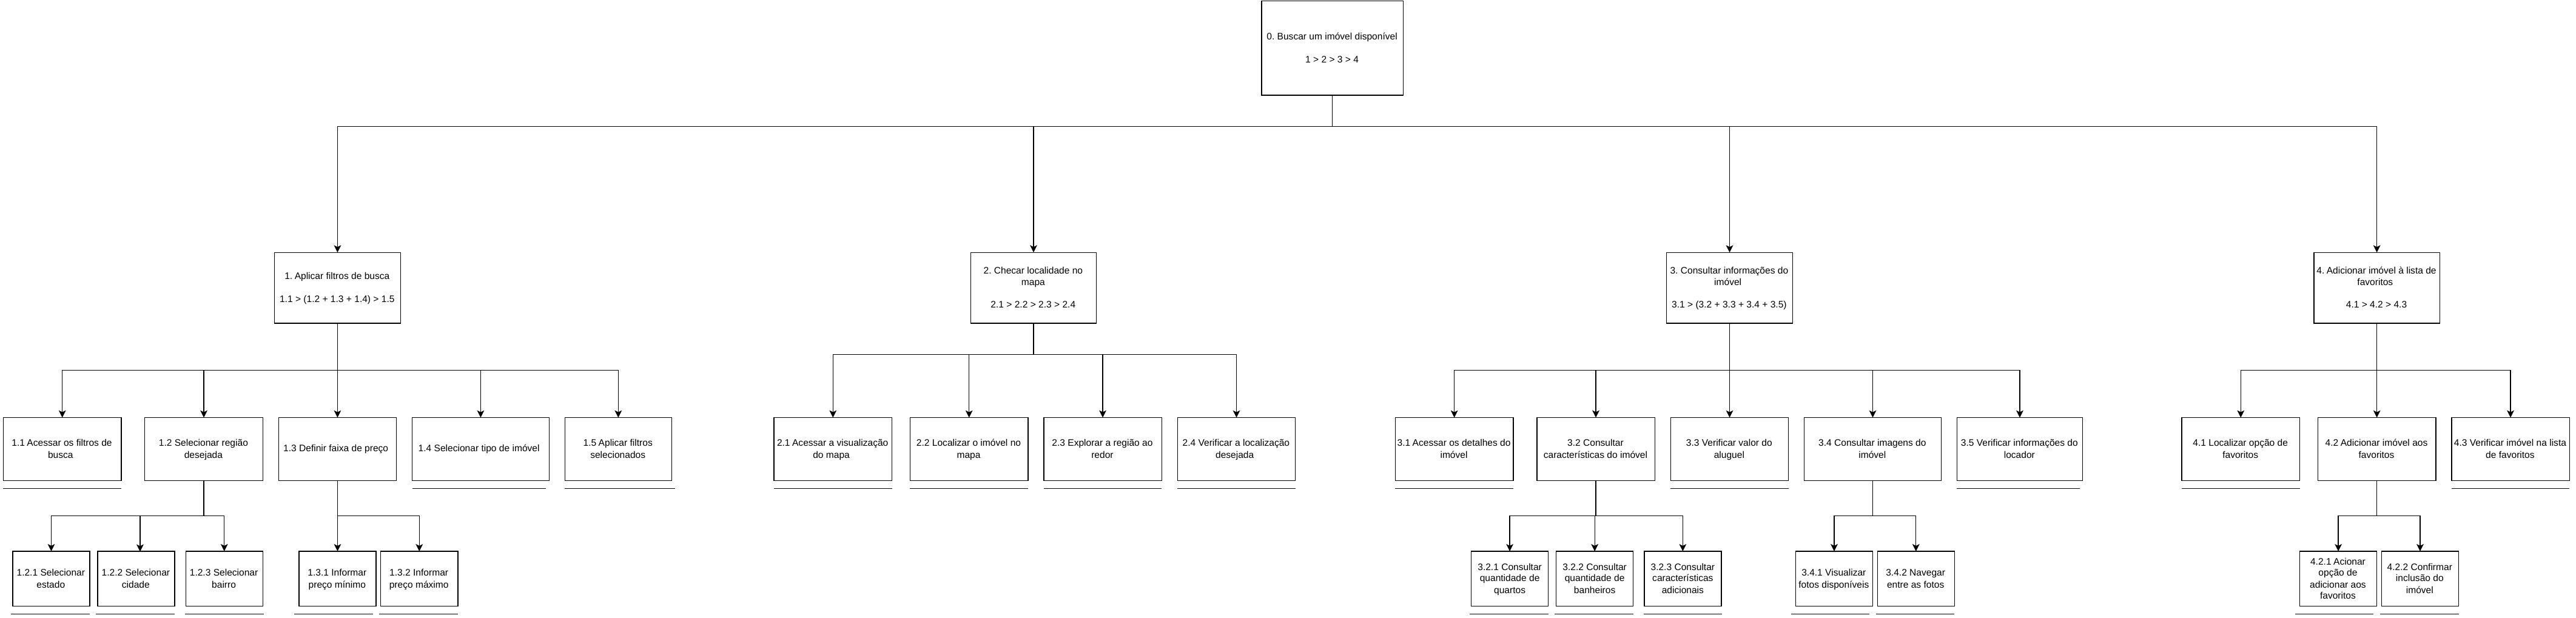 0. Buscar um imóvel disponível
1 > 2 > 3 > 4
1. Aplicar filtros de busca
1.1 > (1.2 + 1.3 + 1.4) > 1.5
2. Checar localidade no
mapa
2.1 > 2.2 > 2.3 > 2.4
3. Consultar informações do
imóvel
3.1 > (3.2 + 3.3 + 3.4 + 3.5)
4. Adicionar imóvel à lista de
favoritos
4.1 > 4.2 > 4.3
1.1 Acessar os filtros de
busca
1.2 Selecionar região
desejada
1.3 Definir faixa de preço
1.4 Selecionar tipo de imóvel
1.5 Aplicar filtros
selecionados
2.1 Acessar a visualização
do mapa
2.2 Localizar o imóvel no
mapa
2.3 Explorar a região ao
redor
2.4 Verificar a localização
desejada
3.1 Acessar os detalhes do
imóvel
3.2 Consultar
características do imóvel
3.3 Verificar valor do
aluguel
3.4 Consultar imagens do
imóvel
3.5 Verificar informações do
locador
4.1 Localizar opção de
favoritos
4.2 Adicionar imóvel aos
favoritos
4.3 Verificar imóvel na lista
de favoritos
1.2.1 Selecionar
estado
1.2.2 Selecionar
cidade
1.2.3 Selecionar
bairro
1.3.1 Informar
preço mínimo
1.3.2 Informar
preço máximo
3.2.1 Consultar
quantidade de
quartos
3.2.2 Consultar
quantidade de
banheiros
3.2.3 Consultar
características
adicionais
3.4.1 Visualizar
fotos disponíveis
3.4.2 Navegar
entre as fotos
4.2.1 Acionar
opção de
adicionar aos
favoritos
4.2.2 Confirmar
inclusão do
imóvel